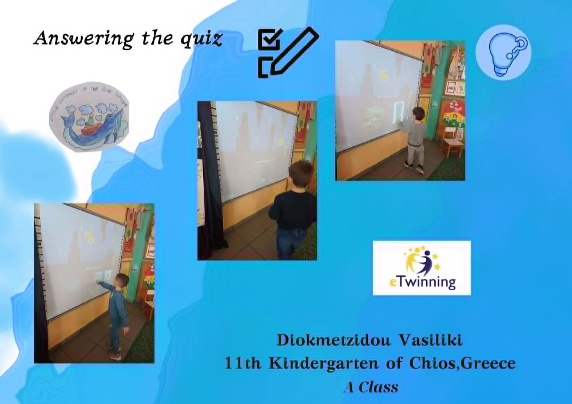 Answering the quiz
eTwinning
Diokmetzidou Vasiliki
11th Kindergarten of Chios,Greece
A Class